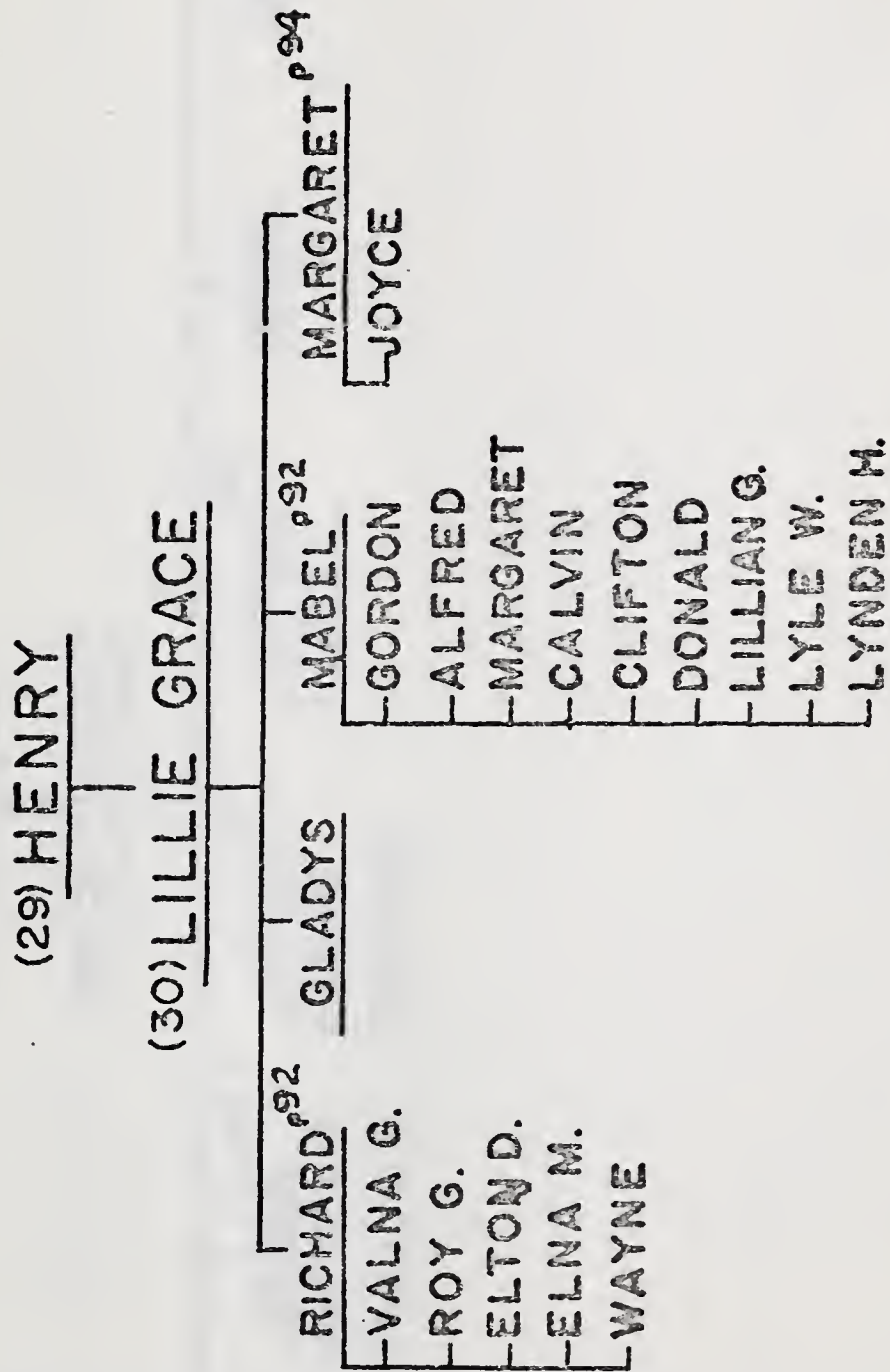 (29) HENRY
(30) LILLIE GRACE
RICHARD p92
VALNA G.
ROY G.
ELTON D.
ELNA M.
WAYNE
GLADYS
MABEL p92
GORDON
ALFRED
MARGARET
CALVIN
CLIFTON
DONALD
LILLIAN G.
LYLE W.
LYNDEN H.
MARGARET p94
JOYCE